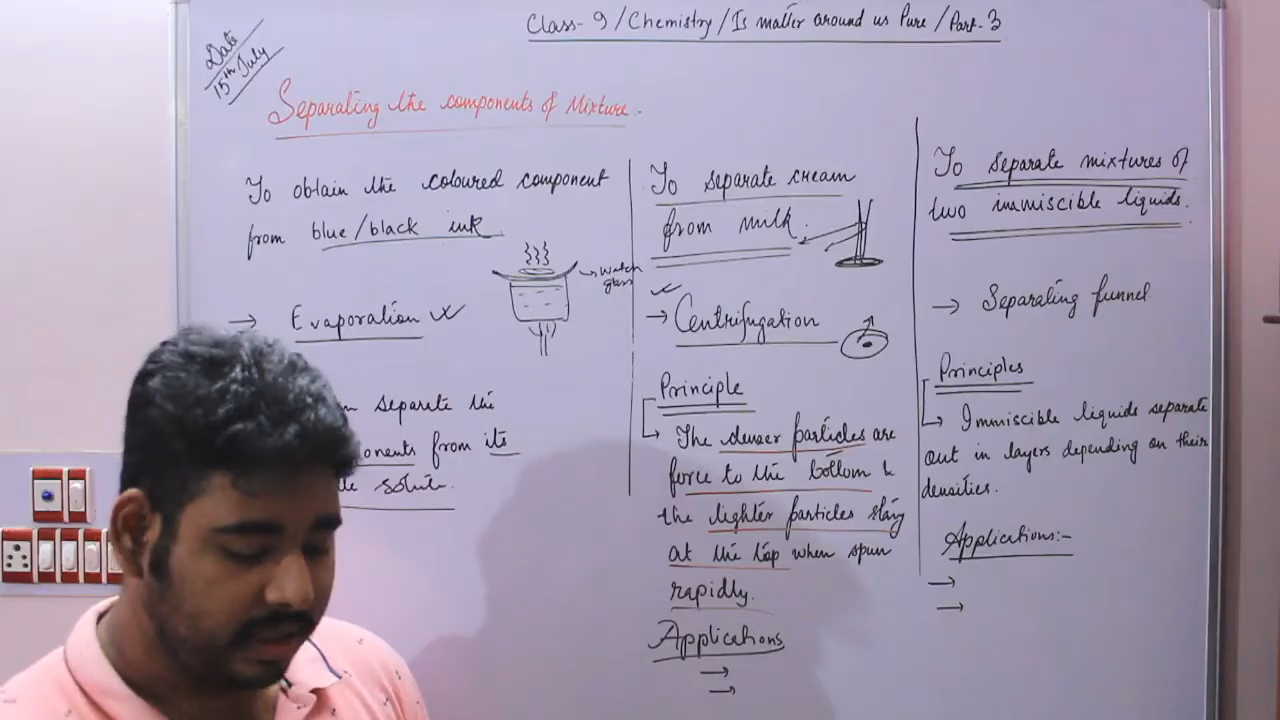 Class-9/Chemistry/Is matter around us Pure/Part-3
Date
15th July
Separating the components of Mixture:-
To obtain the coloured component
from blue/black ink
watch
glass
→ Evaporation
separate the
from its
solute.
To separate cream
from milk.
→ Centrifugation
Principle
→ The denser particles are
force to the bottom &
the lighter particles stay
at the top when spun
rapidly.
Applications
→
→
To separate mixtures of
two immiscible liquids.
→ Separating funnel
Principles
→ Immiscible liquids separate
out in layers depending on their
densities.
Applications:-
→
→